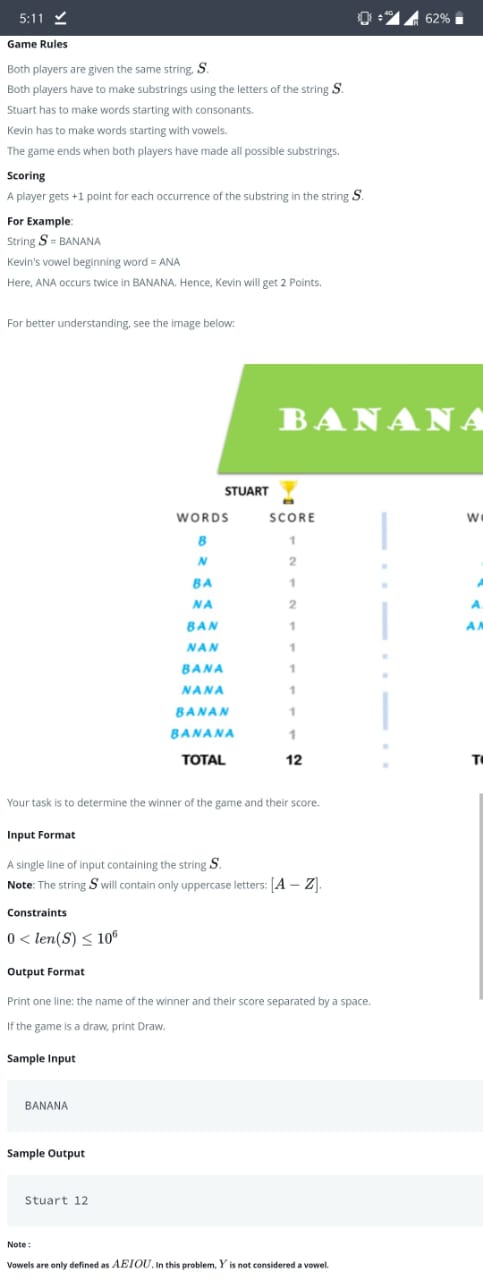 5:11
4G
62%
Game Rules
Both players are given the same string, S.
Both players have to make substrings using the letters of the string S.
Stuart has to make words starting with consonants.
Kevin has to make words starting with vowels.
The game ends when both players have made all possible substrings.
Scoring
A player gets +1 point for each occurrence of the substring in the string S.
For Example:
String S = BANANA
Kevin's vowel beginning word = ANA
Here, ANA occurs twice in BANANA. Hence, Kevin will get 2 Points.
For better understanding, see the image below:
BANANA
STUART
WORDS SCORE
B 1
N 2
BA 1
NA 2
BAN 1
NAN 1
BANA 1
NANA 1
BANAN 1
BANANA 1
TOTAL 12
Your task is to determine the winner of the game and their score.
Input Format
A single line of input containing the string S.
Note: The string S will contain only uppercase letters: [A − Z].
Constraints
0 < len(S) ≤ 10⁶
Output Format
Print one line: the name of the winner and their score separated by a space.
If the game is a draw, print Draw.
Sample Input
BANANA
Sample Output
Stuart 12
Note :
Vowels are only defined as AEIOU. In this problem, Y is not considered a vowel.